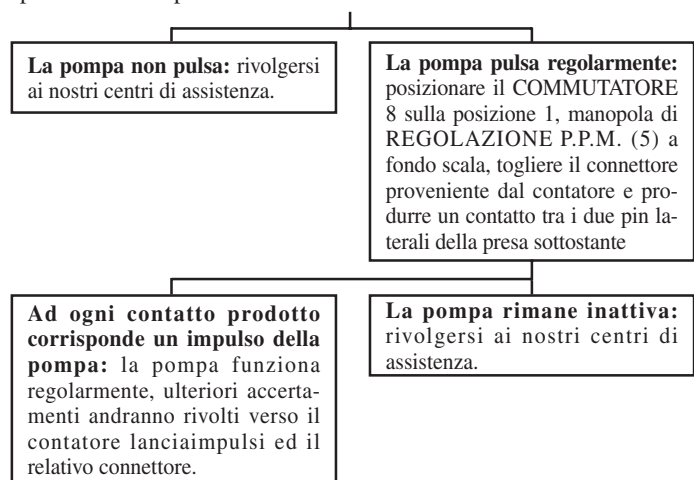 La pompa non pulsa: rivolgersi
ai nostri centri di assistenza.
La pompa pulsa regolarmente:
posizionare il COMMUTATORE
8 sulla posizione 1, manopola di
REGOLAZIONE P.P.M. (5) a
fondo scala, togliere il connettore
proveniente dal contatore e pro-
durre un contatto tra i due pin la-
terali della presa sottostante
Ad ogni contatto prodotto
corrisponde un impulso della
pompa: la pompa funziona
regolarmente, ulteriori accerta-
menti andranno rivolti verso il
contatore lanciaimpulsi ed il
relativo connettore.
La pompa rimane inattiva:
rivolgersi ai nostri centri di
assistenza.